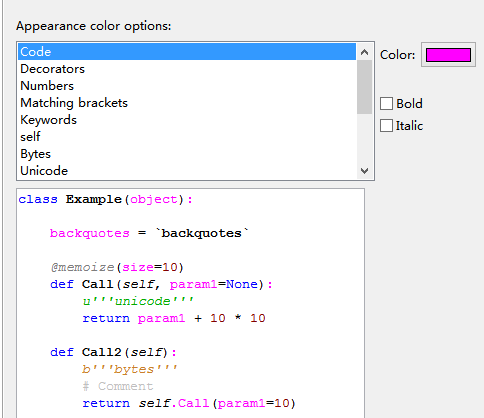 Appearance color options:
Code
Decorators
Numbers
Matching brackets
Keywords
self
Bytes
Unicode
Color:
Bold
Italic
class Example(object):
backquotes = `backquotes`
@memoize(size=10)
def Call(self, param1=None):
u'''unicode'''
return param1 + 10 * 10
def Call2(self):
b'''bytes'''
# Comment
return self.Call(param1=10)